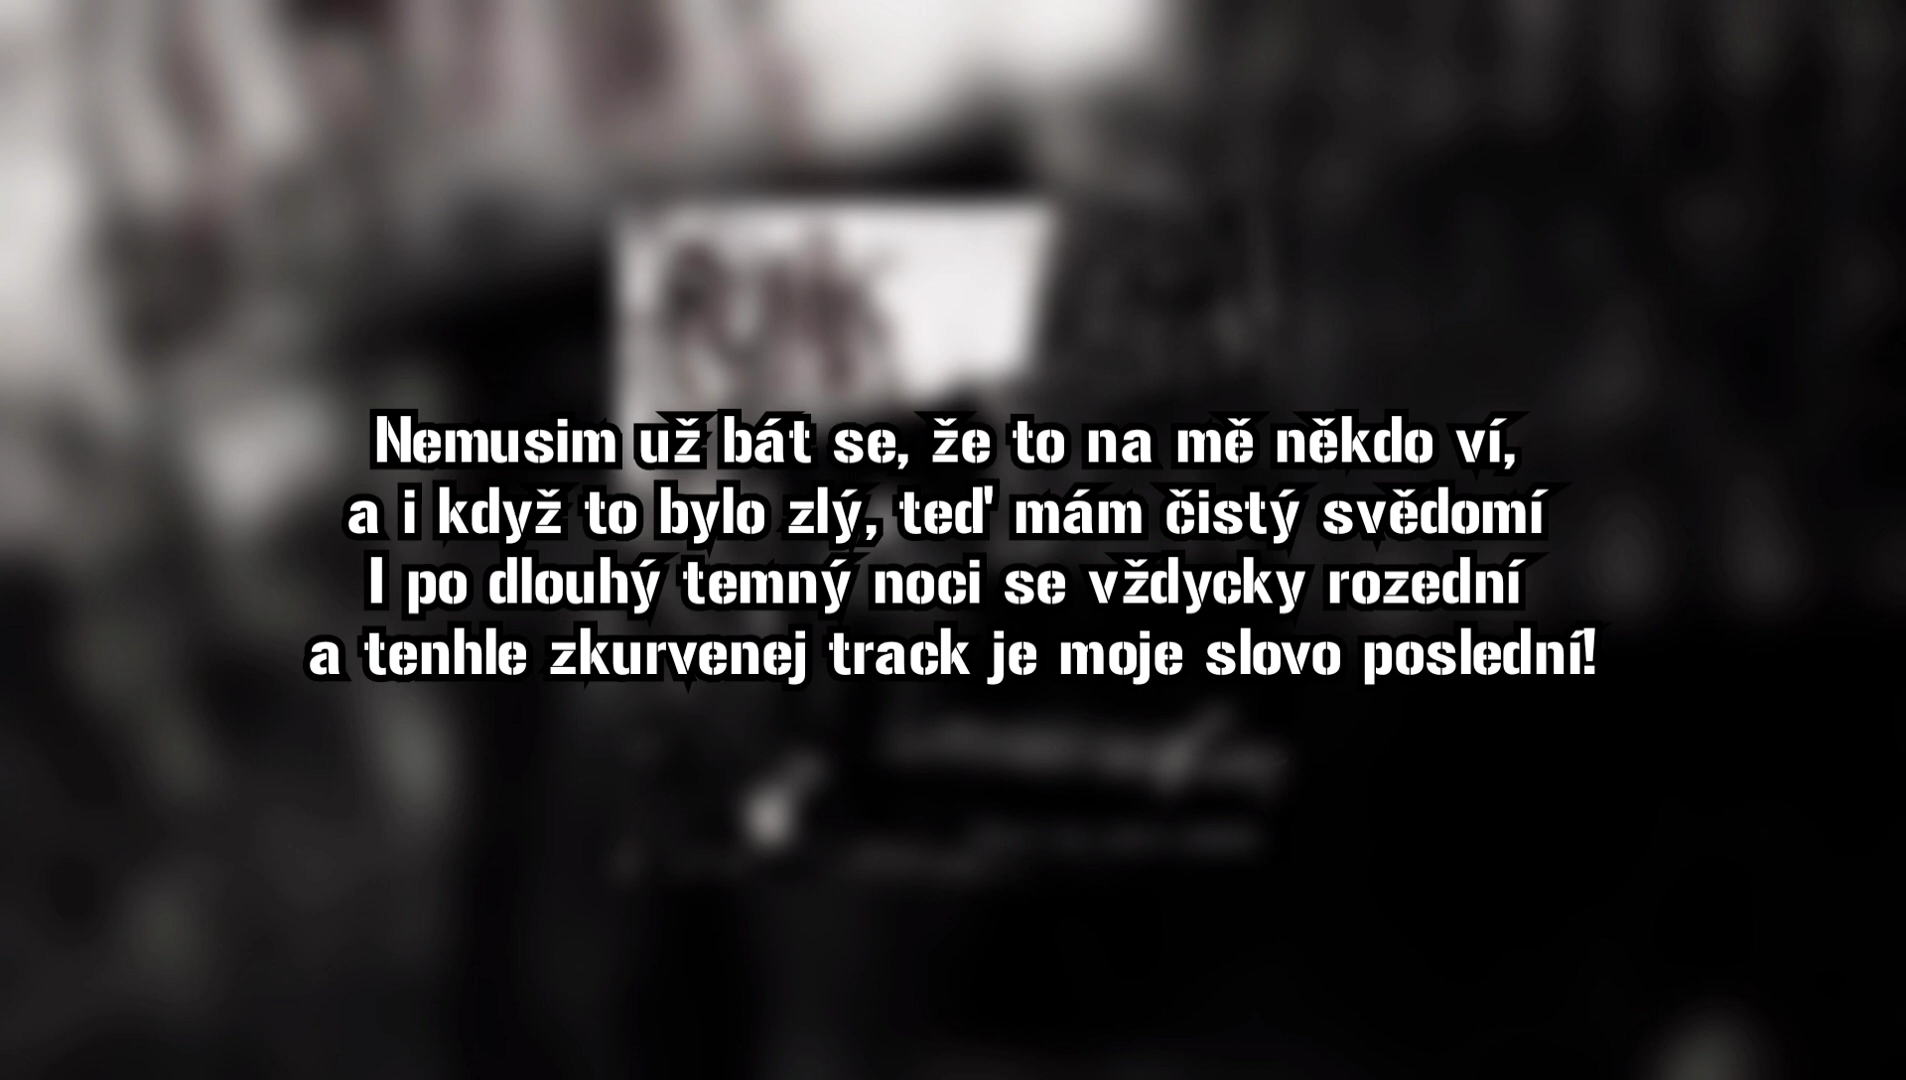 Nemusim už bát se, že to na mě někdo ví,
a i když to bylo zlý, teď mám čistý svědomí
I po dlouhý temný noci se vždycky rozední
a tenhle zkurvenej track je moje slovo poslední!